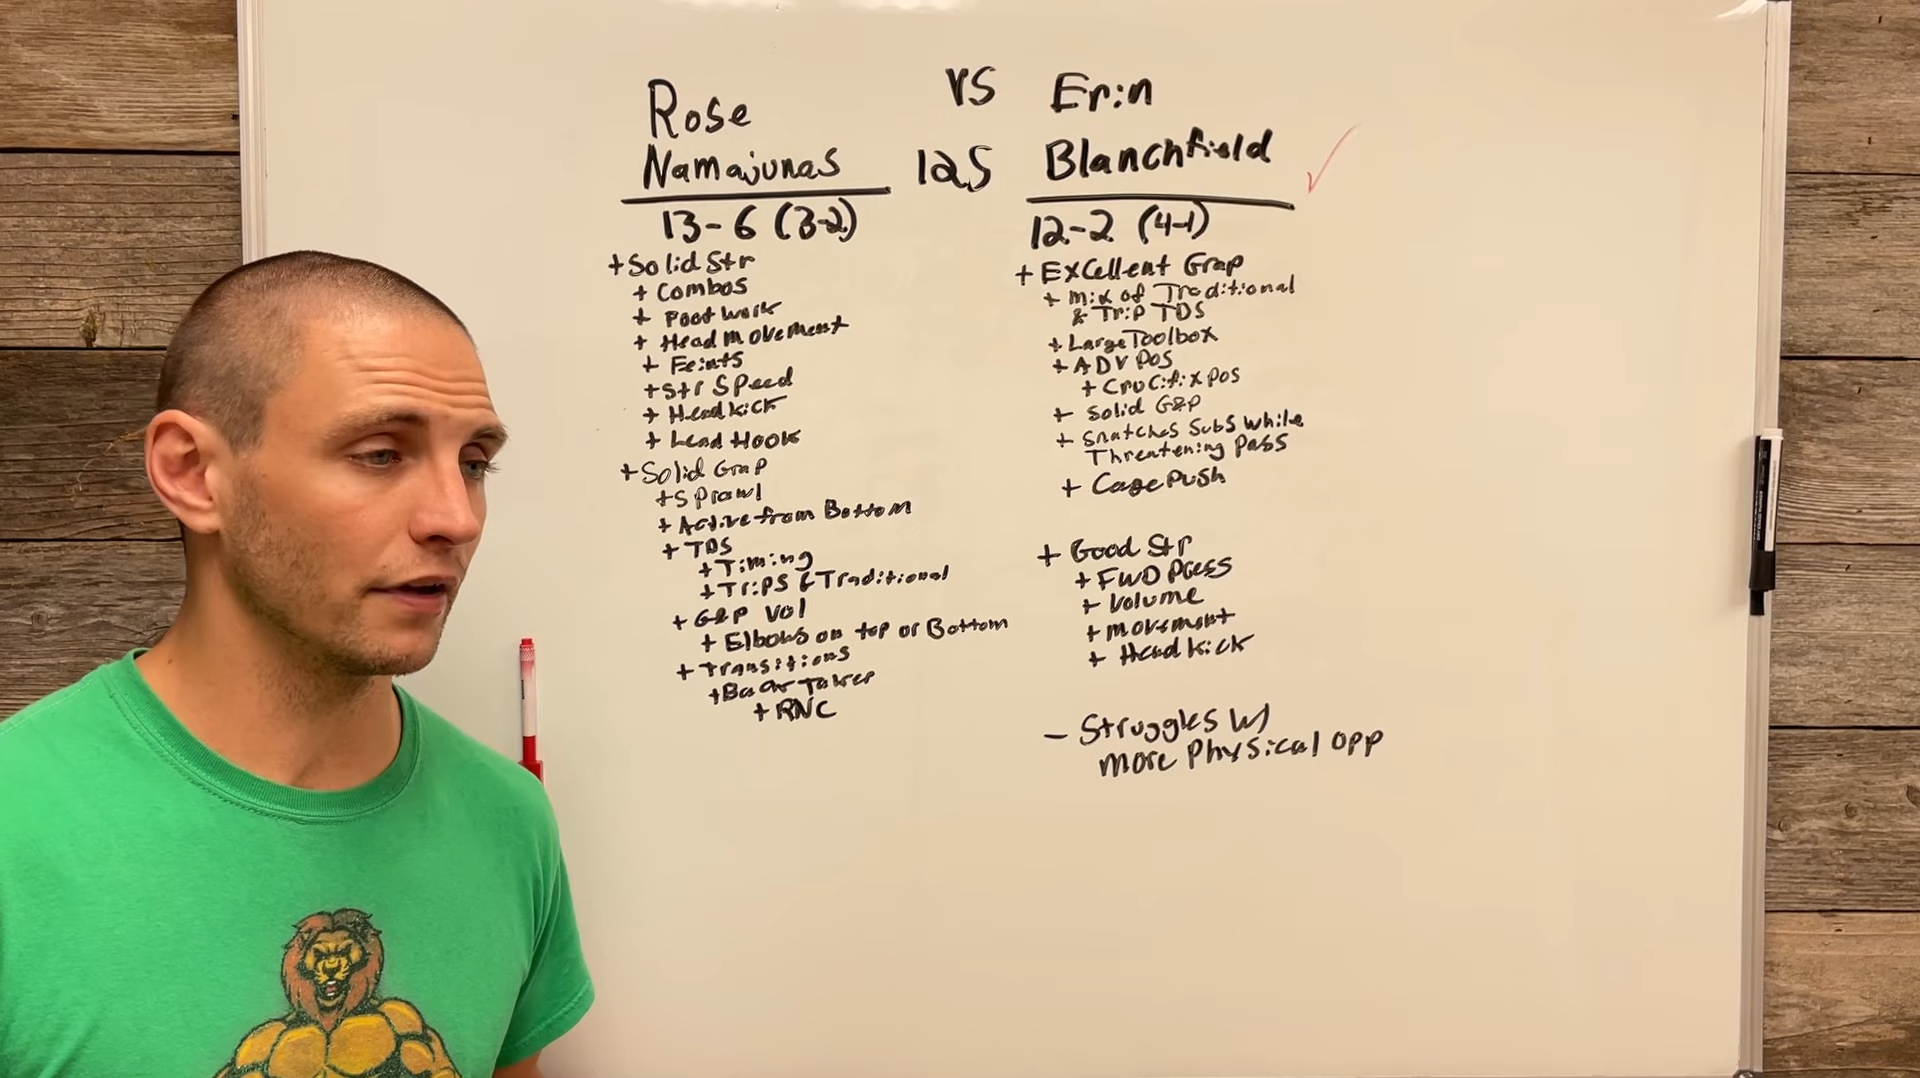 Rose
Namajunas
13-6 (3-2)
+ Solid Str
+ Combos
+ Footwork
+ Head movement
+ Feints
+ Str Speed
+ Head kick
+ Lead Hook
+ Solid Grap
+ Sprawl
+ Active from Bottom
+ TDS
+ Timing
+ Trips & Traditional
+ G&P Vol
+ Elbows on top or Bottom
+ Transitions
+ Back Taker
+ RNC
vs
125
Erin
Blanchfield
12-2 (4-1)
+ Excellent Grap
+ Mix of Traditional
& Trip TDS
+ Large Toolbox
+ ADV POS
+ Crucifix pos
+ Solid G&P
+ Snatches Subs while
Threatening Pass
+ Cage Push
+ Good Str
+ FWD Press
+ Volume
+ movement
+ Head kick
- Struggles w/
more Physical opp